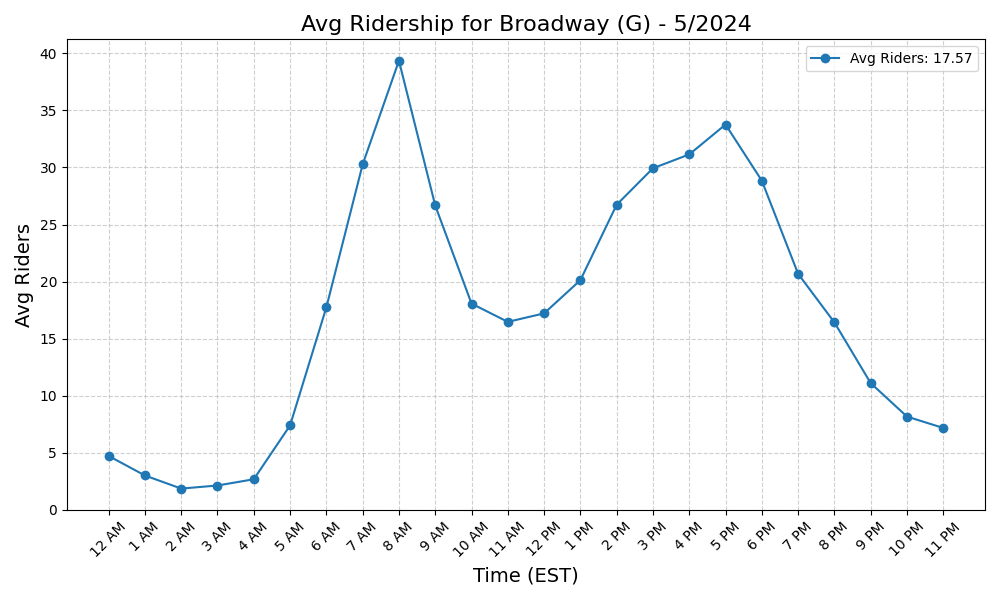 Avg Ridership for Broadway (G) - 5/2024
Avg Riders: 17.57
Avg Riders
40
35
30
25
20
15
10
5
0
12 AM
1 AM
2 AM
3 AM
4 AM
5 AM
6 AM
7 AM
8 AM
9 AM
10 AM
11 AM
12 PM
1 PM
2 PM
3 PM
4 PM
5 PM
6 PM
7 PM
8 PM
9 PM
10 PM
11 PM
Time (EST)